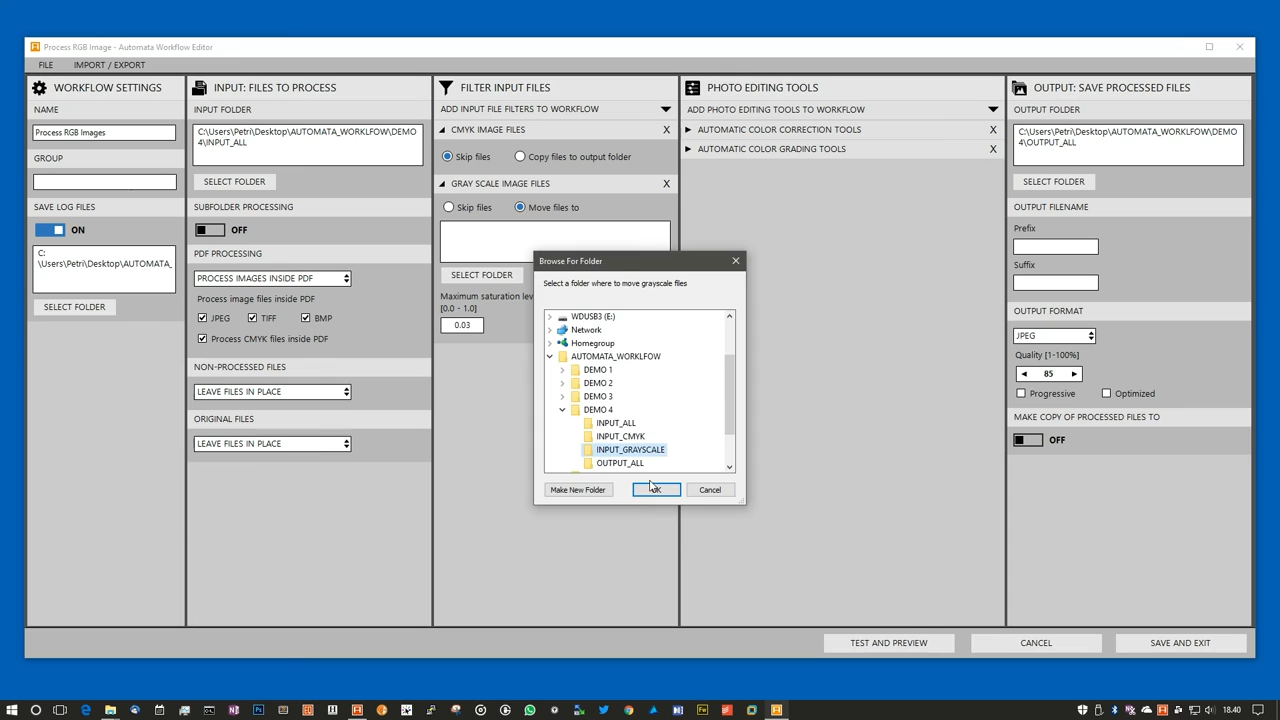 Process RGB Image - Automata Workflow Editor
FILE
IMPORT / EXPORT
WORKFLOW SETTINGS
NAME
Process RGB Images
GROUP
SAVE LOG FILES
ON
C:
\Users\Petri\Desktop\AUTOMATA_
SELECT FOLDER
INPUT: FILES TO PROCESS
INPUT FOLDER
C:\Users\Petri\Desktop\AUTOMATA_WORKLFOW\DEMO
4\INPUT_ALL
SELECT FOLDER
SUBFOLDER PROCESSING
OFF
PDF PROCESSING
PROCESS IMAGES INSIDE PDF
Process image files inside PDF
JPEG
TIFF
BMP
Process CMYK files inside PDF
NON-PROCESSED FILES
LEAVE FILES IN PLACE
ORIGINAL FILES
LEAVE FILES IN PLACE
FILTER INPUT FILES
ADD INPUT FILE FILTERS TO WORKFLOW
CMYK IMAGE FILES
X
Skip files
Copy files to output folder
GRAY SCALE IMAGE FILES
X
Skip files
Move files to
SELECT FOLDER
Maximum saturation lev
[0.0 - 1.0]
0.03
Browse For Folder
Select a folder where to move grayscale files
WDUSB3 (E:)
Network
Homegroup
AUTOMATA_WORKLFOW
DEMO 1
DEMO 2
DEMO 3
DEMO 4
INPUT_ALL
INPUT_CMYK
INPUT_GRAYSCALE
OUTPUT_ALL
Make New Folder
OK
Cancel
PHOTO EDITING TOOLS
ADD PHOTO EDITING TOOLS TO WORKFLOW
AUTOMATIC COLOR CORRECTION TOOLS
X
AUTOMATIC COLOR GRADING TOOLS
X
OUTPUT: SAVE PROCESSED FILES
OUTPUT FOLDER
C:\Users\Petri\Desktop\AUTOMATA_WORKLFOW\DEMO
4\OUTPUT_ALL
SELECT FOLDER
OUTPUT FILENAME
Prefix
Suffix
OUTPUT FORMAT
JPEG
Quality [1-100%]
85
Progressive
Optimized
MAKE COPY OF PROCESSED FILES TO
OFF
TEST AND PREVIEW
CANCEL
SAVE AND EXIT
18.40